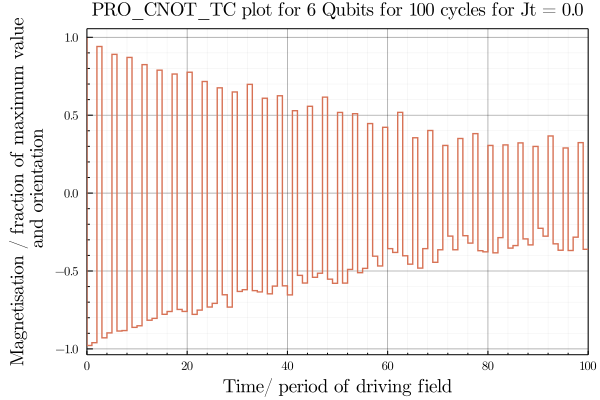 PRO_CNOT_TC plot for 6 Qubits for 100 cycles for Jt = 0.0
Magnetisation / fraction of maximum value
and orientation
1.0
0.5
0.0
−0.5
−1.0
0 20 40 60 80 100
Time/ period of driving field